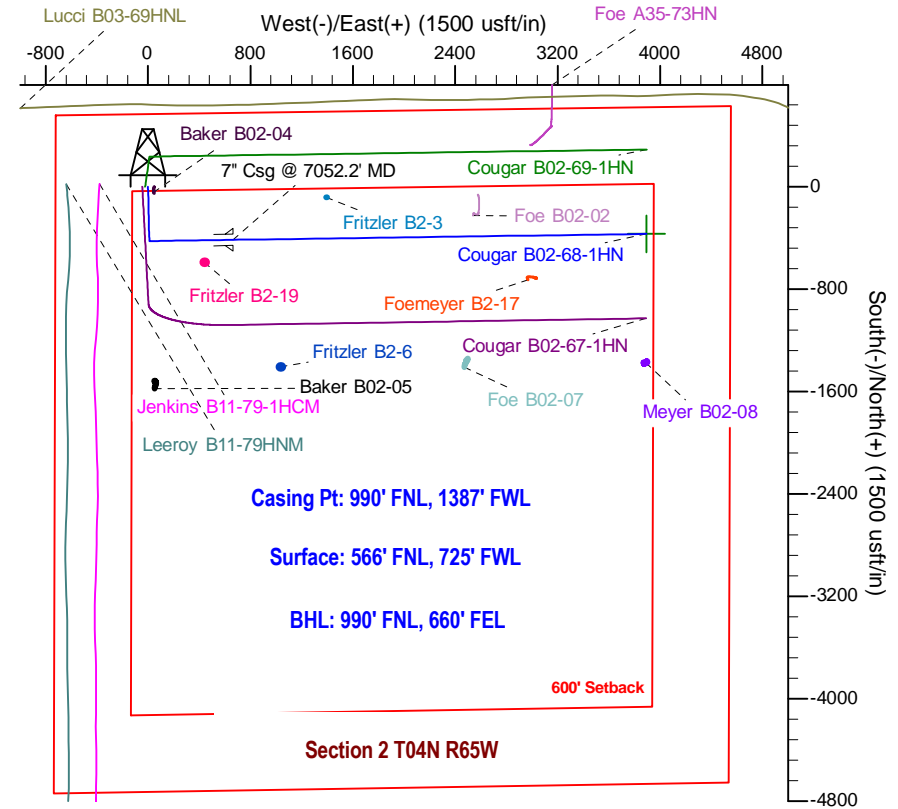 Lucci B03-69HNL
West(-)/East(+) (1500 usft/in)
Foe A35-73HN
-800
0
800
1600
2400
3200
4000
4800
Baker B02-04
7" Csg @ 7052.2' MD
Cougar B02-69-1HN
0
Fritzler B2-3
Foe B02-02
Cougar B02-68-1HN
Fritzler B2-19
Foemeyer B2-17
-800
Fritzler B2-6
Cougar B02-67-1HN
Baker B02-05
Foe B02-07
-1600
Jenkins B11-79-1HCM
Meyer B02-08
Leeroy B11-79HNM
South(-)/North(+) (1500 usft/in)
Casing Pt: 990' FNL, 1387' FWL
-2400
Surface: 566' FNL, 725' FWL
BHL: 990' FNL, 660' FEL
-3200
600' Setback
-4000
Section 2 T04N R65W
-4800